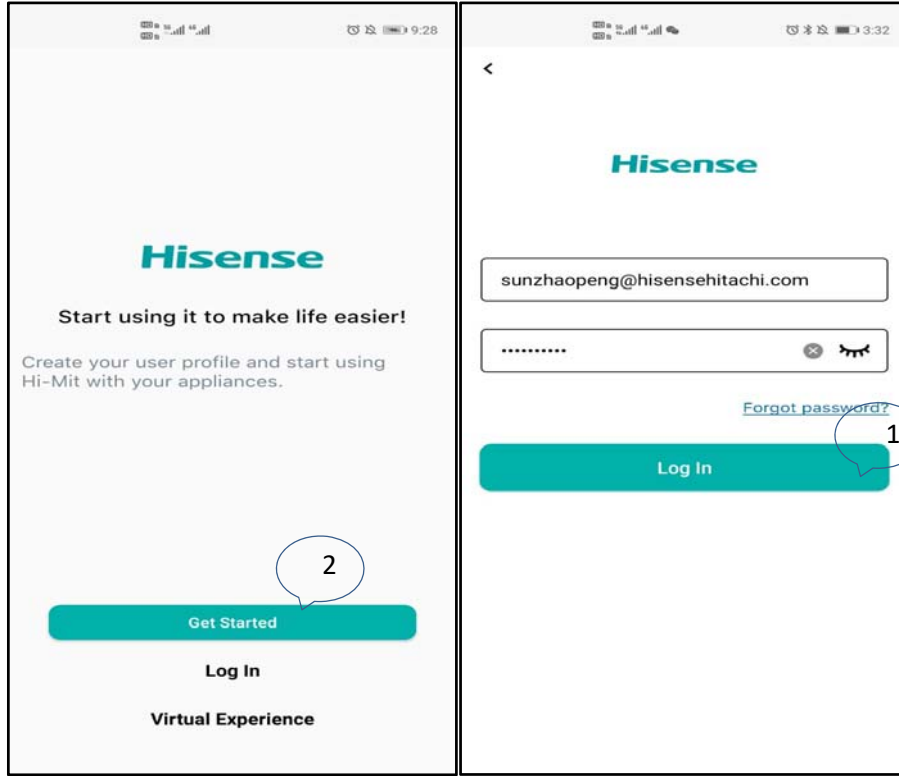 9:28
Hisense
Start using it to make life easier!
Create your user profile and start using
Hi-Mit with your appliances.
2
Get Started
Log In
Virtual Experience
3:32
<
Hisense
sunzhaopeng@hisensehitachi.com
··········
Forgot password?
1
Log In